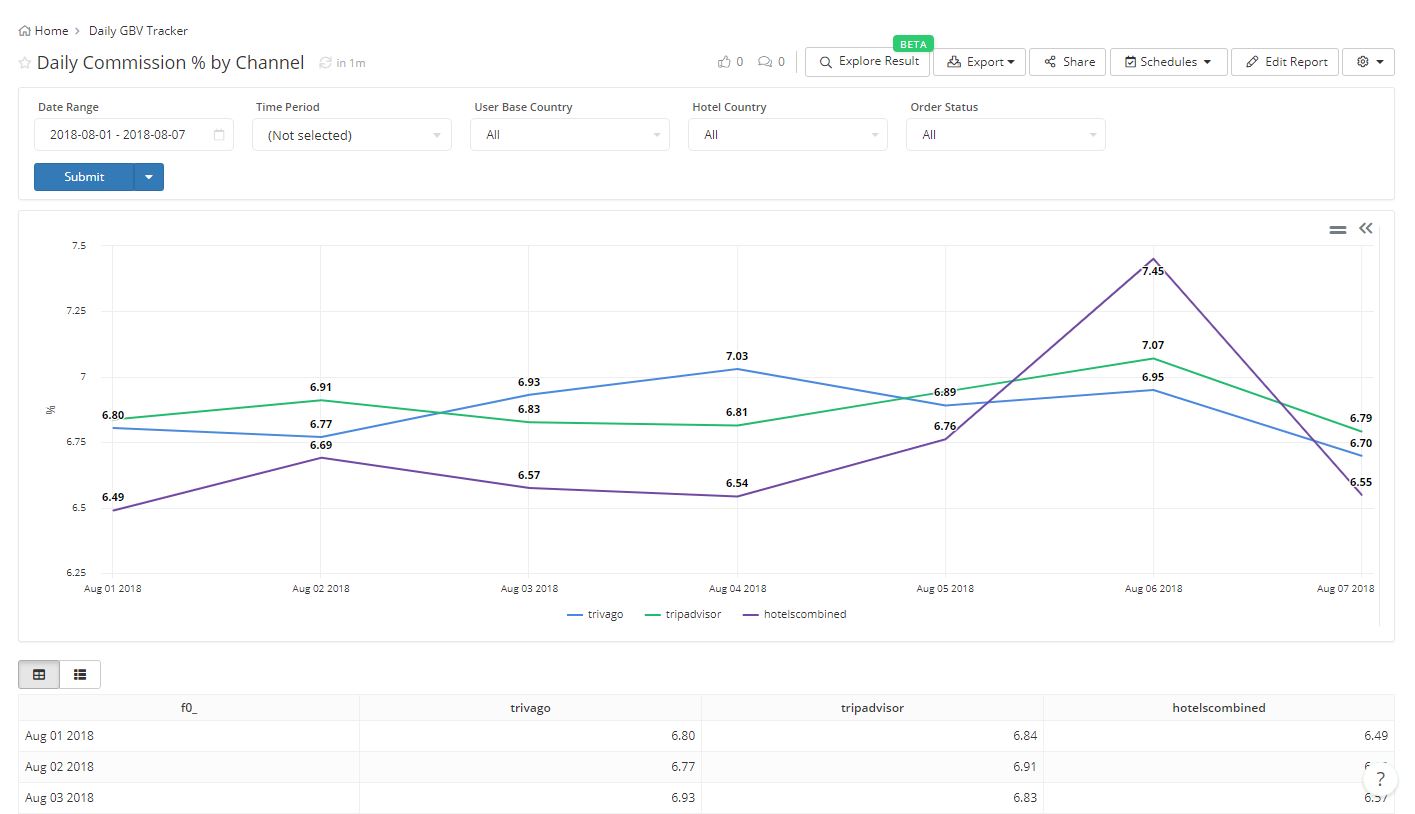 Home > Daily GBV Tracker
Daily Commission % by Channel in 1m
0 0 Explore Result BETA Export Share Schedules Edit Report
Date Range Time Period User Base Country Hotel Country Order Status
2018-08-01 - 2018-08-07 (Not selected) All All All
Submit
7.5
7.25
7
6.75
6.5
6.25
%
7.45
7.07
7.03
6.95
6.93
6.91
6.89
6.83
6.81
6.80
6.79
6.77
6.76
6.70
6.69
6.57
6.55
6.54
6.49
Aug 01 2018 Aug 02 2018 Aug 03 2018 Aug 04 2018 Aug 05 2018 Aug 06 2018 Aug 07 2018
trivago tripadvisor hotelscombined
f0_ trivago tripadvisor hotelscombined
Aug 01 2018 6.80 6.84 6.49
Aug 02 2018 6.77 6.91
Aug 03 2018 6.93 6.83 6.57
?